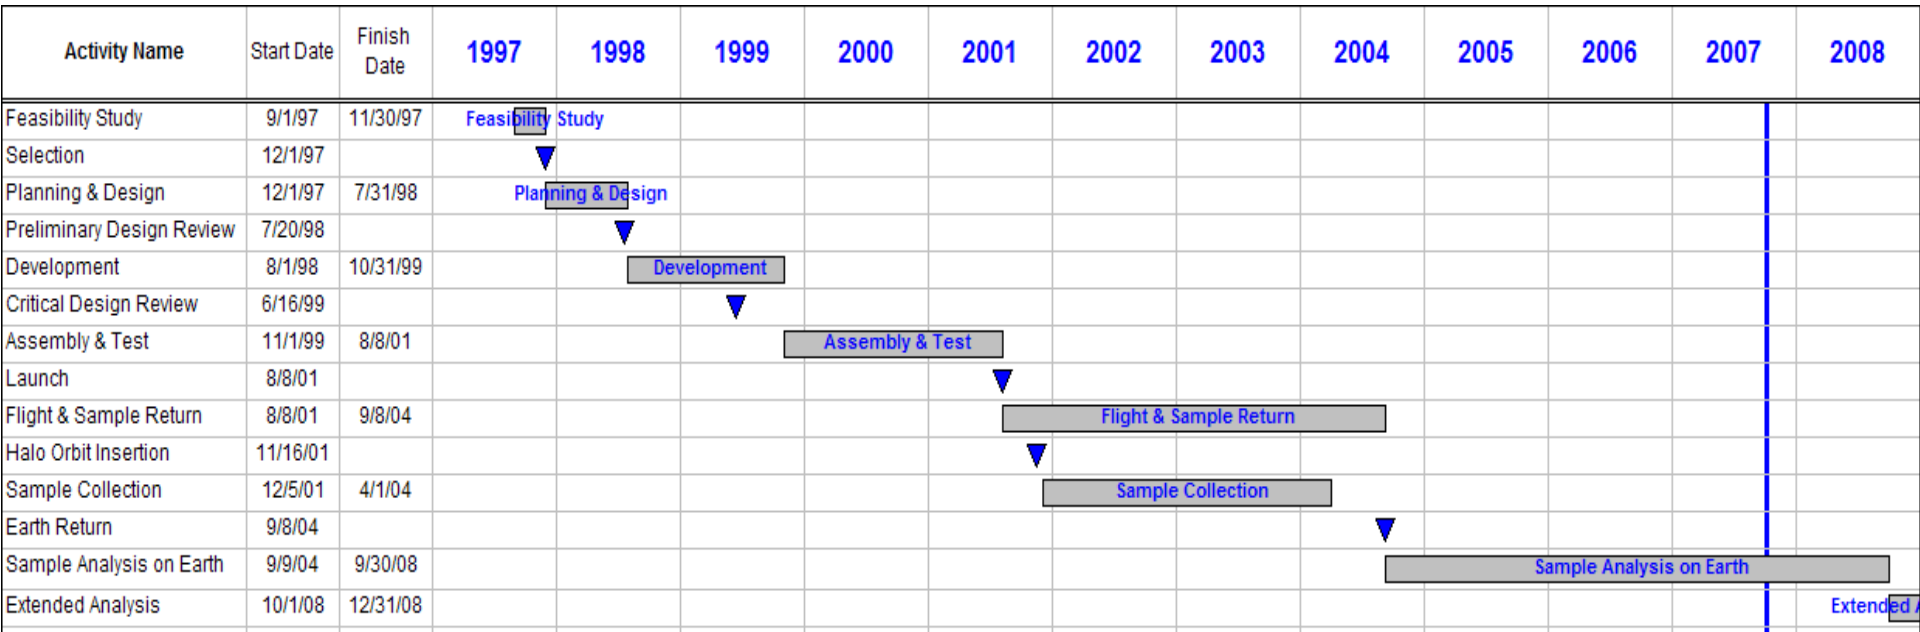 Activity Name Start Date Finish Date 1997 1998 1999 2000 2001 2002 2003 2004 2005 2006 2007 2008
Feasibility Study 9/1/97 11/30/97 Feasibility Study
Selection 12/1/97
Planning & Design 12/1/97 7/31/98 Planning & Design
Preliminary Design Review 7/20/98
Development 8/1/98 10/31/99 Development
Critical Design Review 6/16/99
Assembly & Test 11/1/99 8/8/01 Assembly & Test
Launch 8/8/01
Flight & Sample Return 8/8/01 9/8/04 Flight & Sample Return
Halo Orbit Insertion 11/16/01
Sample Collection 12/5/01 4/1/04 Sample Collection
Earth Return 9/8/04
Sample Analysis on Earth 9/9/04 9/30/08 Sample Analysis on Earth
Extended Analysis 10/1/08 12/31/08 Extended A